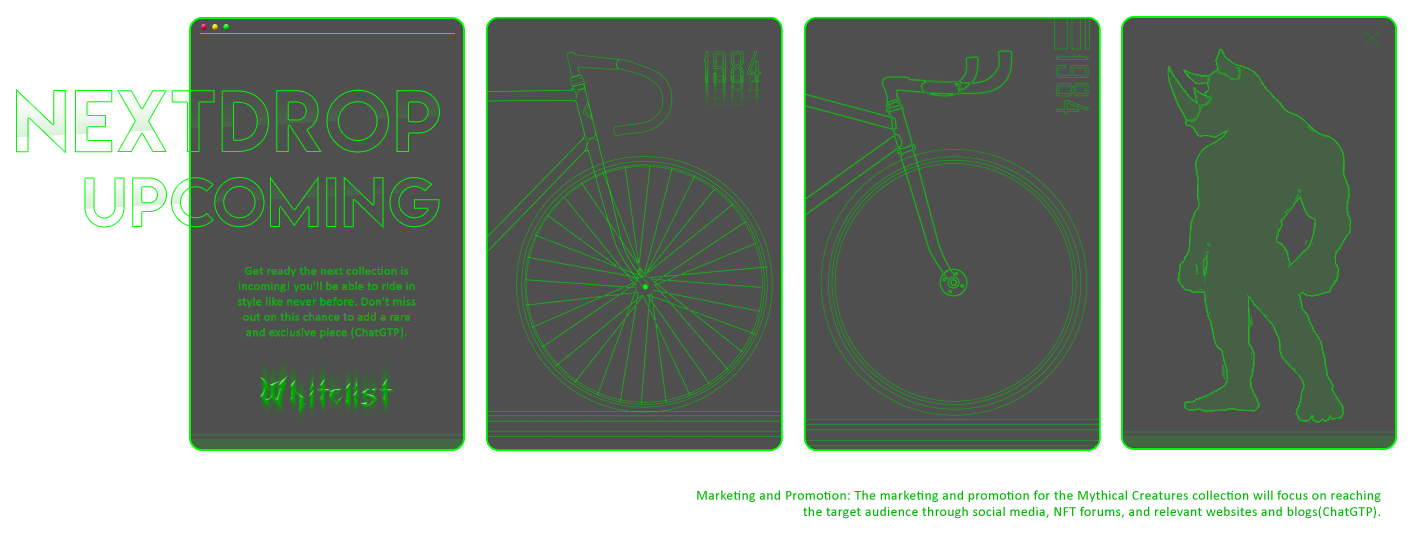 NEXTDROP
UPCOMING
Get ready the next collection is
incoming! you'll be able to ride in
style like never before. Don't miss
out on this chance to add a rare
and exclusive piece (ChatGTP).
Whitelist
1984
1984
Marketing and Promotion: The marketing and promotion for the Mythical Creatures collection will focus on reaching
the target audience through social media, NFT forums, and relevant websites and blogs(ChatGTP).